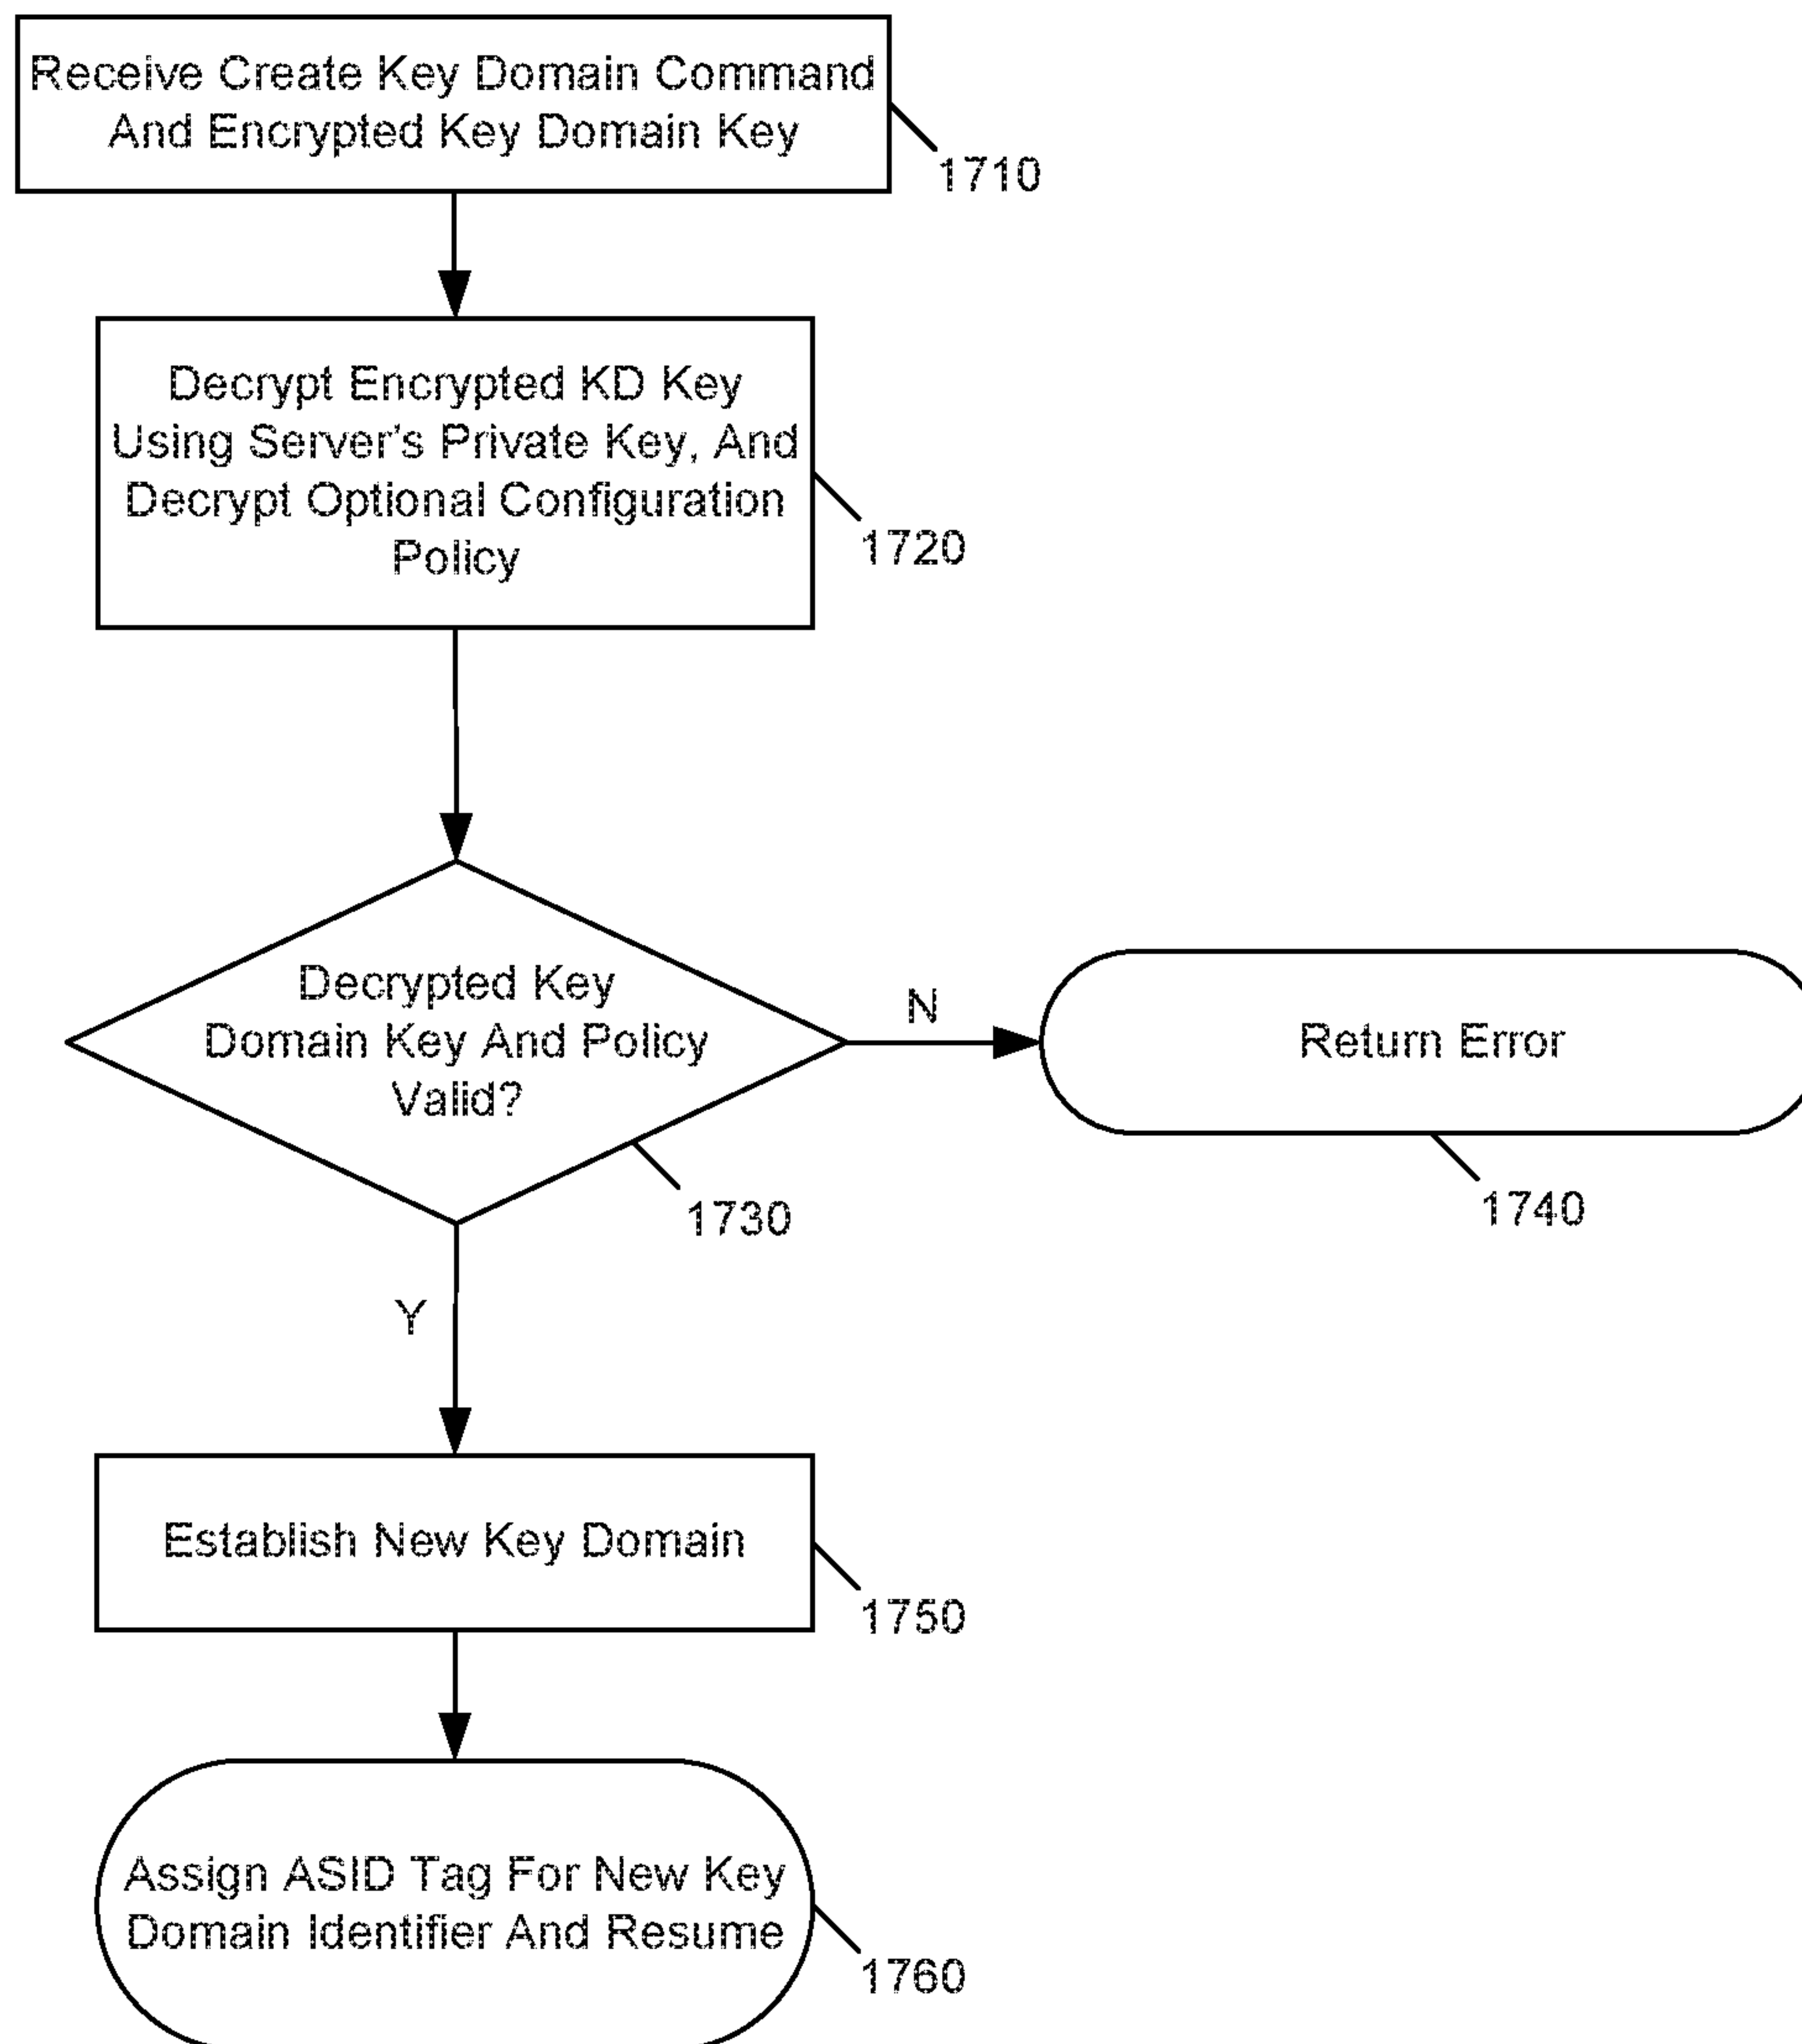 Receive Create Key Domain Command
And Encrypted Key Domain Key
1710
Decrypt Encrypted KD Key
Using Server's Private Key, And
Decrypt Optional Configuration
Policy
1720
Decrypted Key
Domain Key And Policy
Valid?
1730
N
Return Error
1740
Y
Establish New Key Domain
1750
Assign ASID Tag For New Key
Domain Identifier And Resume
1760